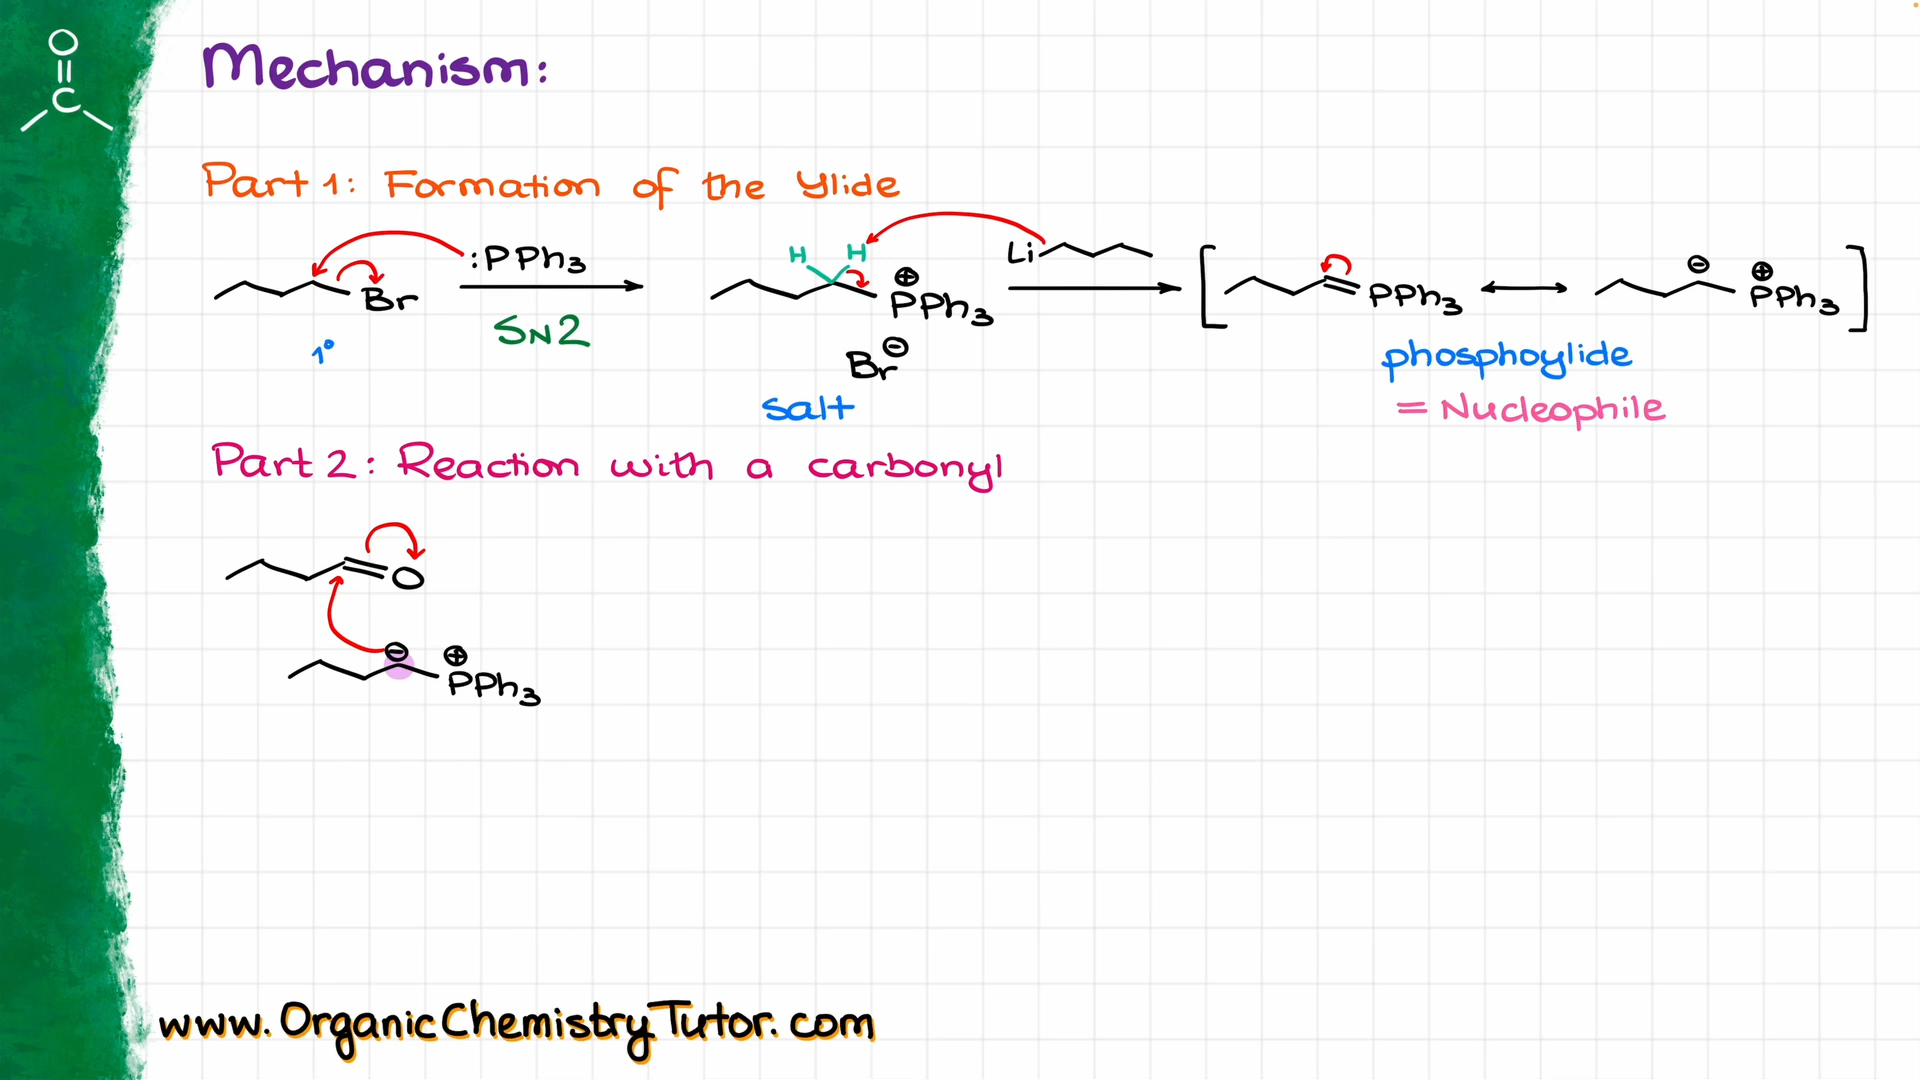 O
C
Mechanism:
Part 1: Formation of the Ylide
Br
:PPh3
SN2
1°
H H
⊕
PPh3
Br⊖
salt
Li
PPh3
⊖ ⊕
PPh3
phosphoylide
= Nucleophile
Part 2: Reaction with a carbonyl
O
⊖ ⊕
PPh3
www.OrganicChemistryTutor.com